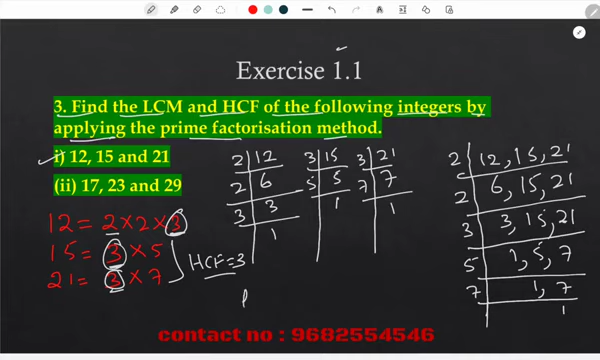 Exercise 1.1
3. Find the LCM and HCF of the following integers by
applying the prime factorisation method.
i) 12, 15 and 21
(ii) 17, 23 and 29
12 = 2 × 2 × 3
15 = 3 × 5
21 = 3 × 7
HCF = 3
2 | 12
2 | 6
3 | 3
1
3 | 15
5 | 5
1
3 | 21
7 | 7
1
2 | 12, 15, 21
2 | 6, 15, 21
3 | 3, 15, 21
5 | 1, 5, 7
7 | 1, 7
1
contact no : 9682554546